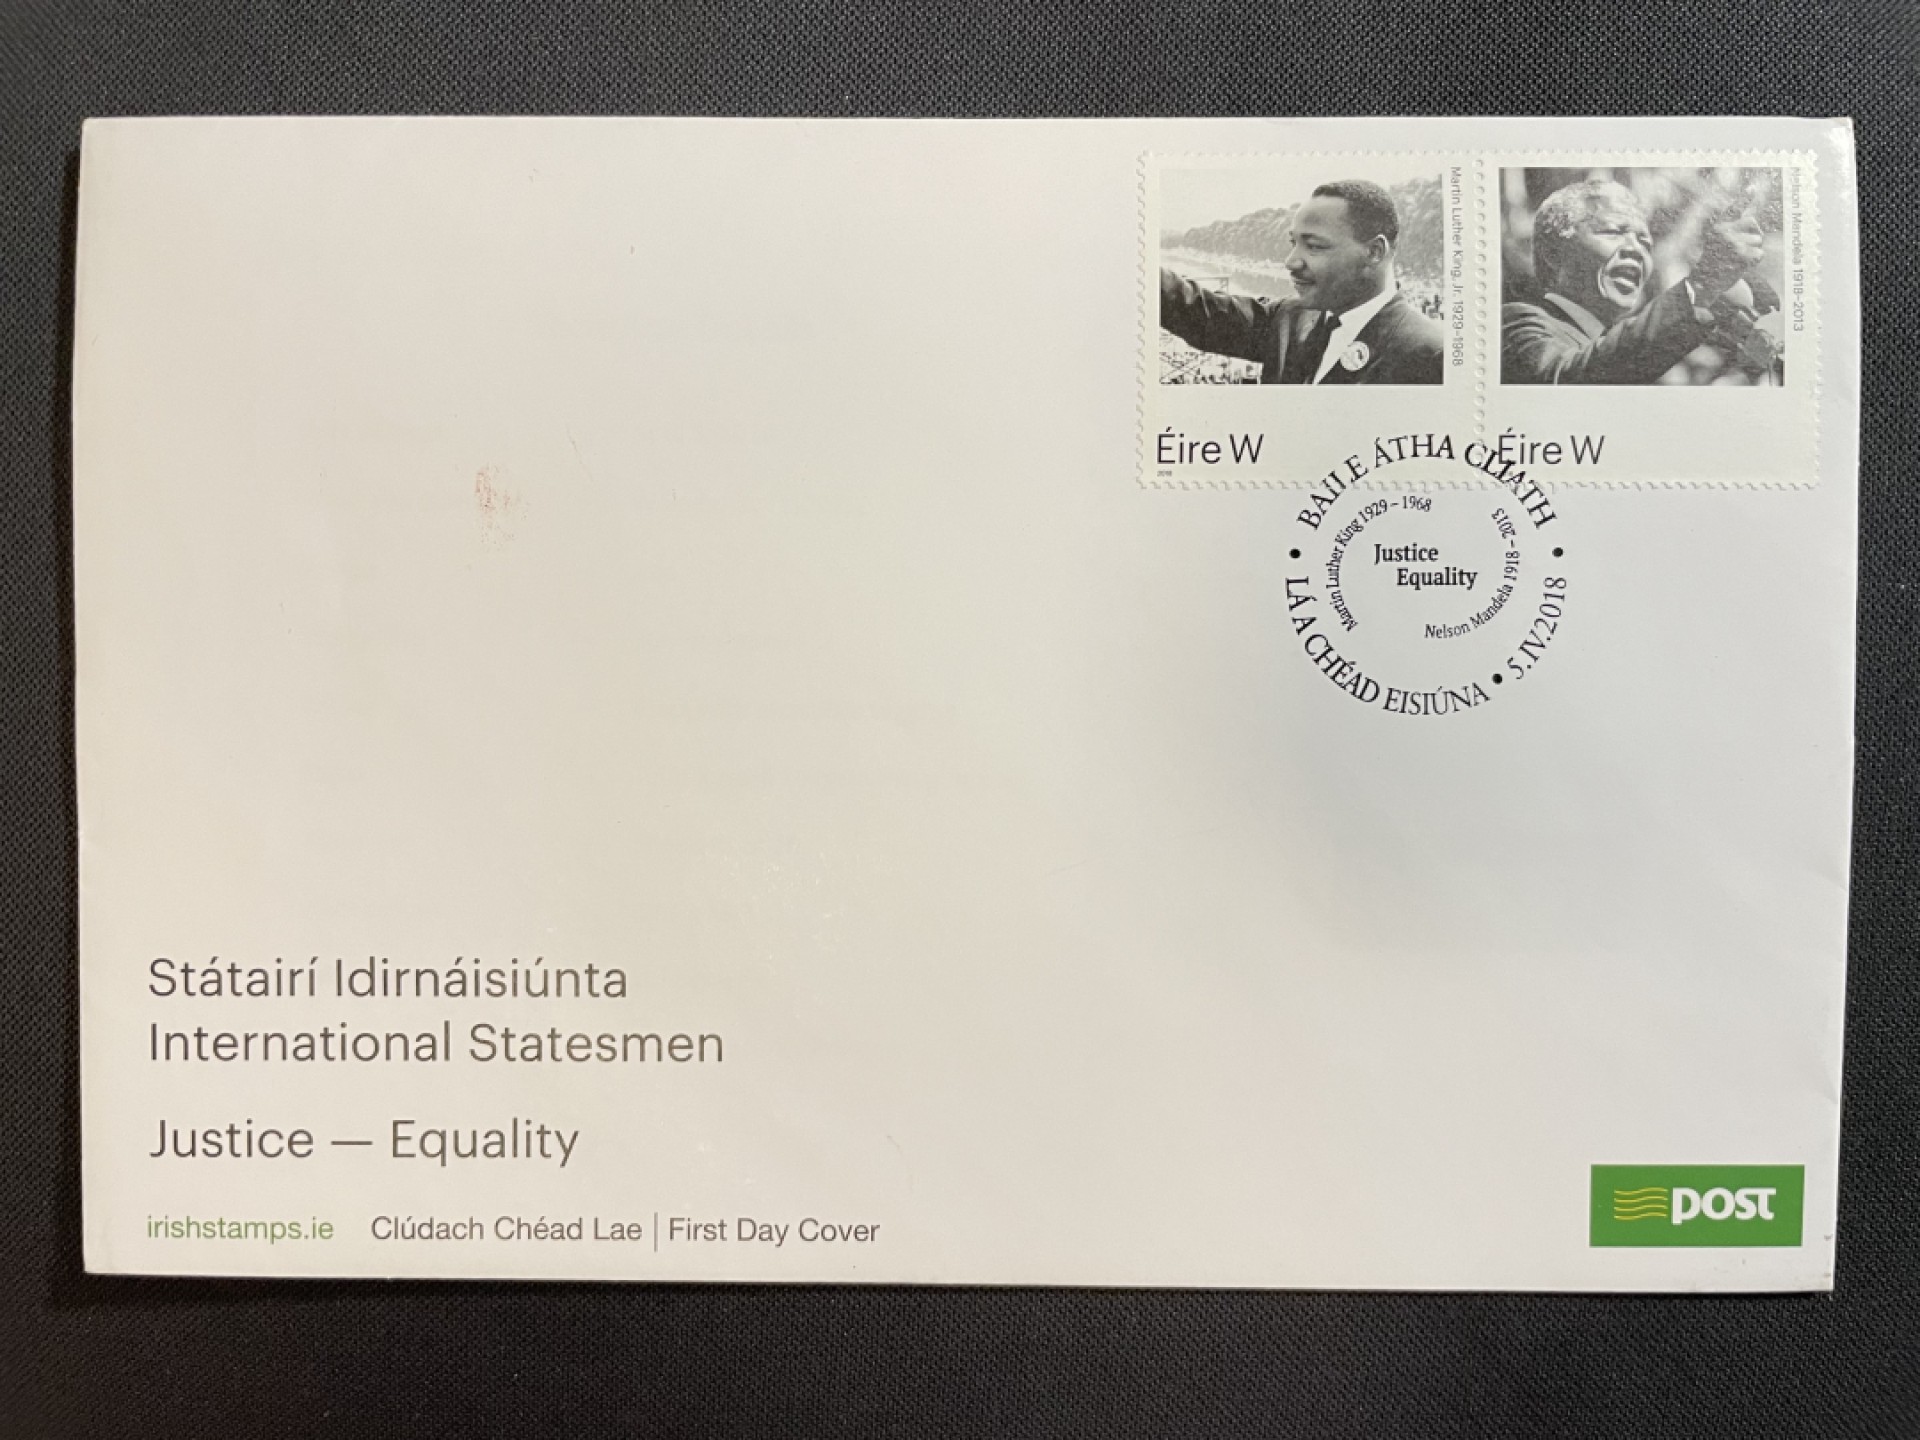 Martin Luther King, Jr. 1929–1968
Nelson Mandela 1918–2013
Éire W
2018
Éire W
BAILE ÁTHA CLIATH
Martin Luther King 1929 – 1968
Justice
Equality
Nelson Mandela 1918 – 2013
• LÁ A CHÉAD EISIÚNA • 5.IV.2018 •
Státairí Idirnáisiúnta
International Statesmen
Justice — Equality
irishstamps.ie Clúdach Chéad Lae | First Day Cover
post